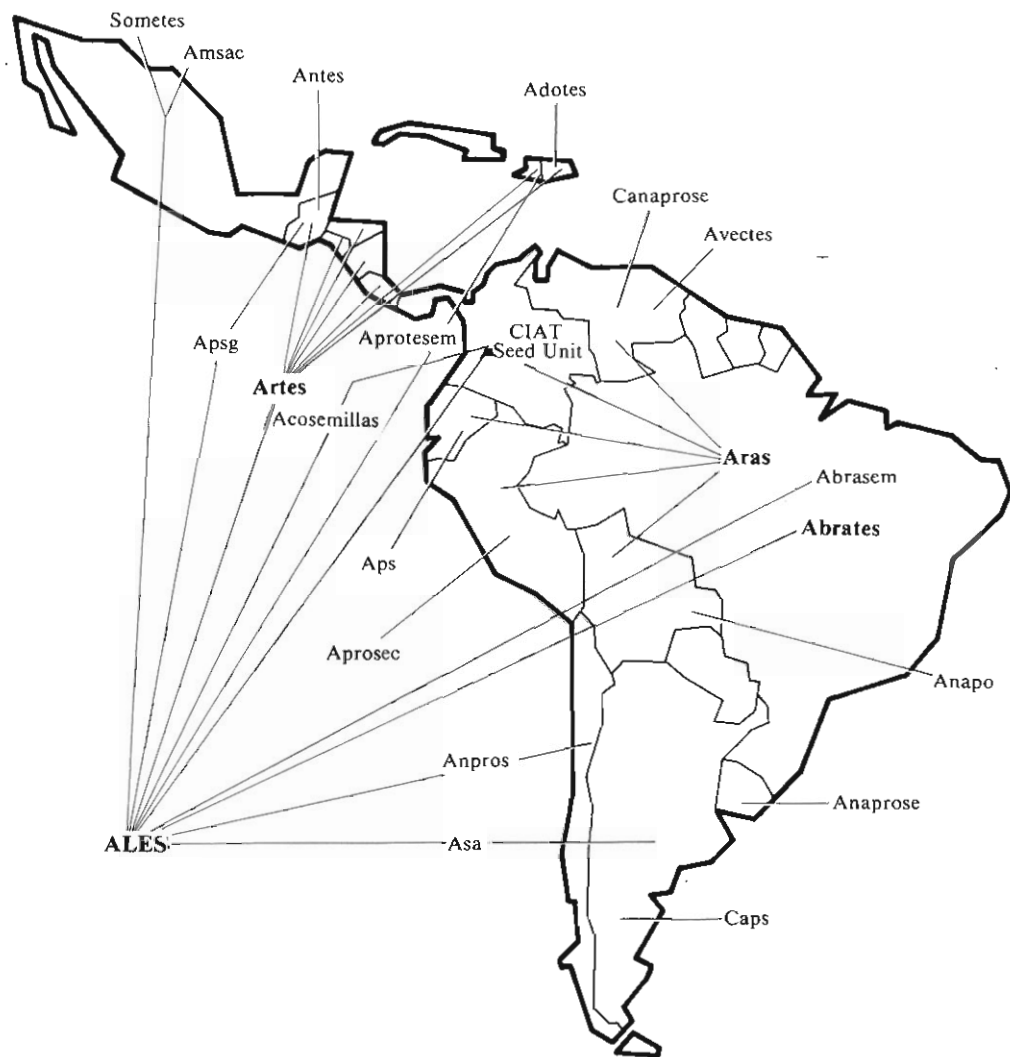 Sometes
Amsac
Antes
Adotes
Canaprose
Avectes
Apsg
Aprotesem
CIAT
Seed Unit
Artes
Acosemillas
Aras
Abrasem
Abrates
Aps
Aprosec
Anapo
Anpros
Anaprose
ALES
Asa
Caps